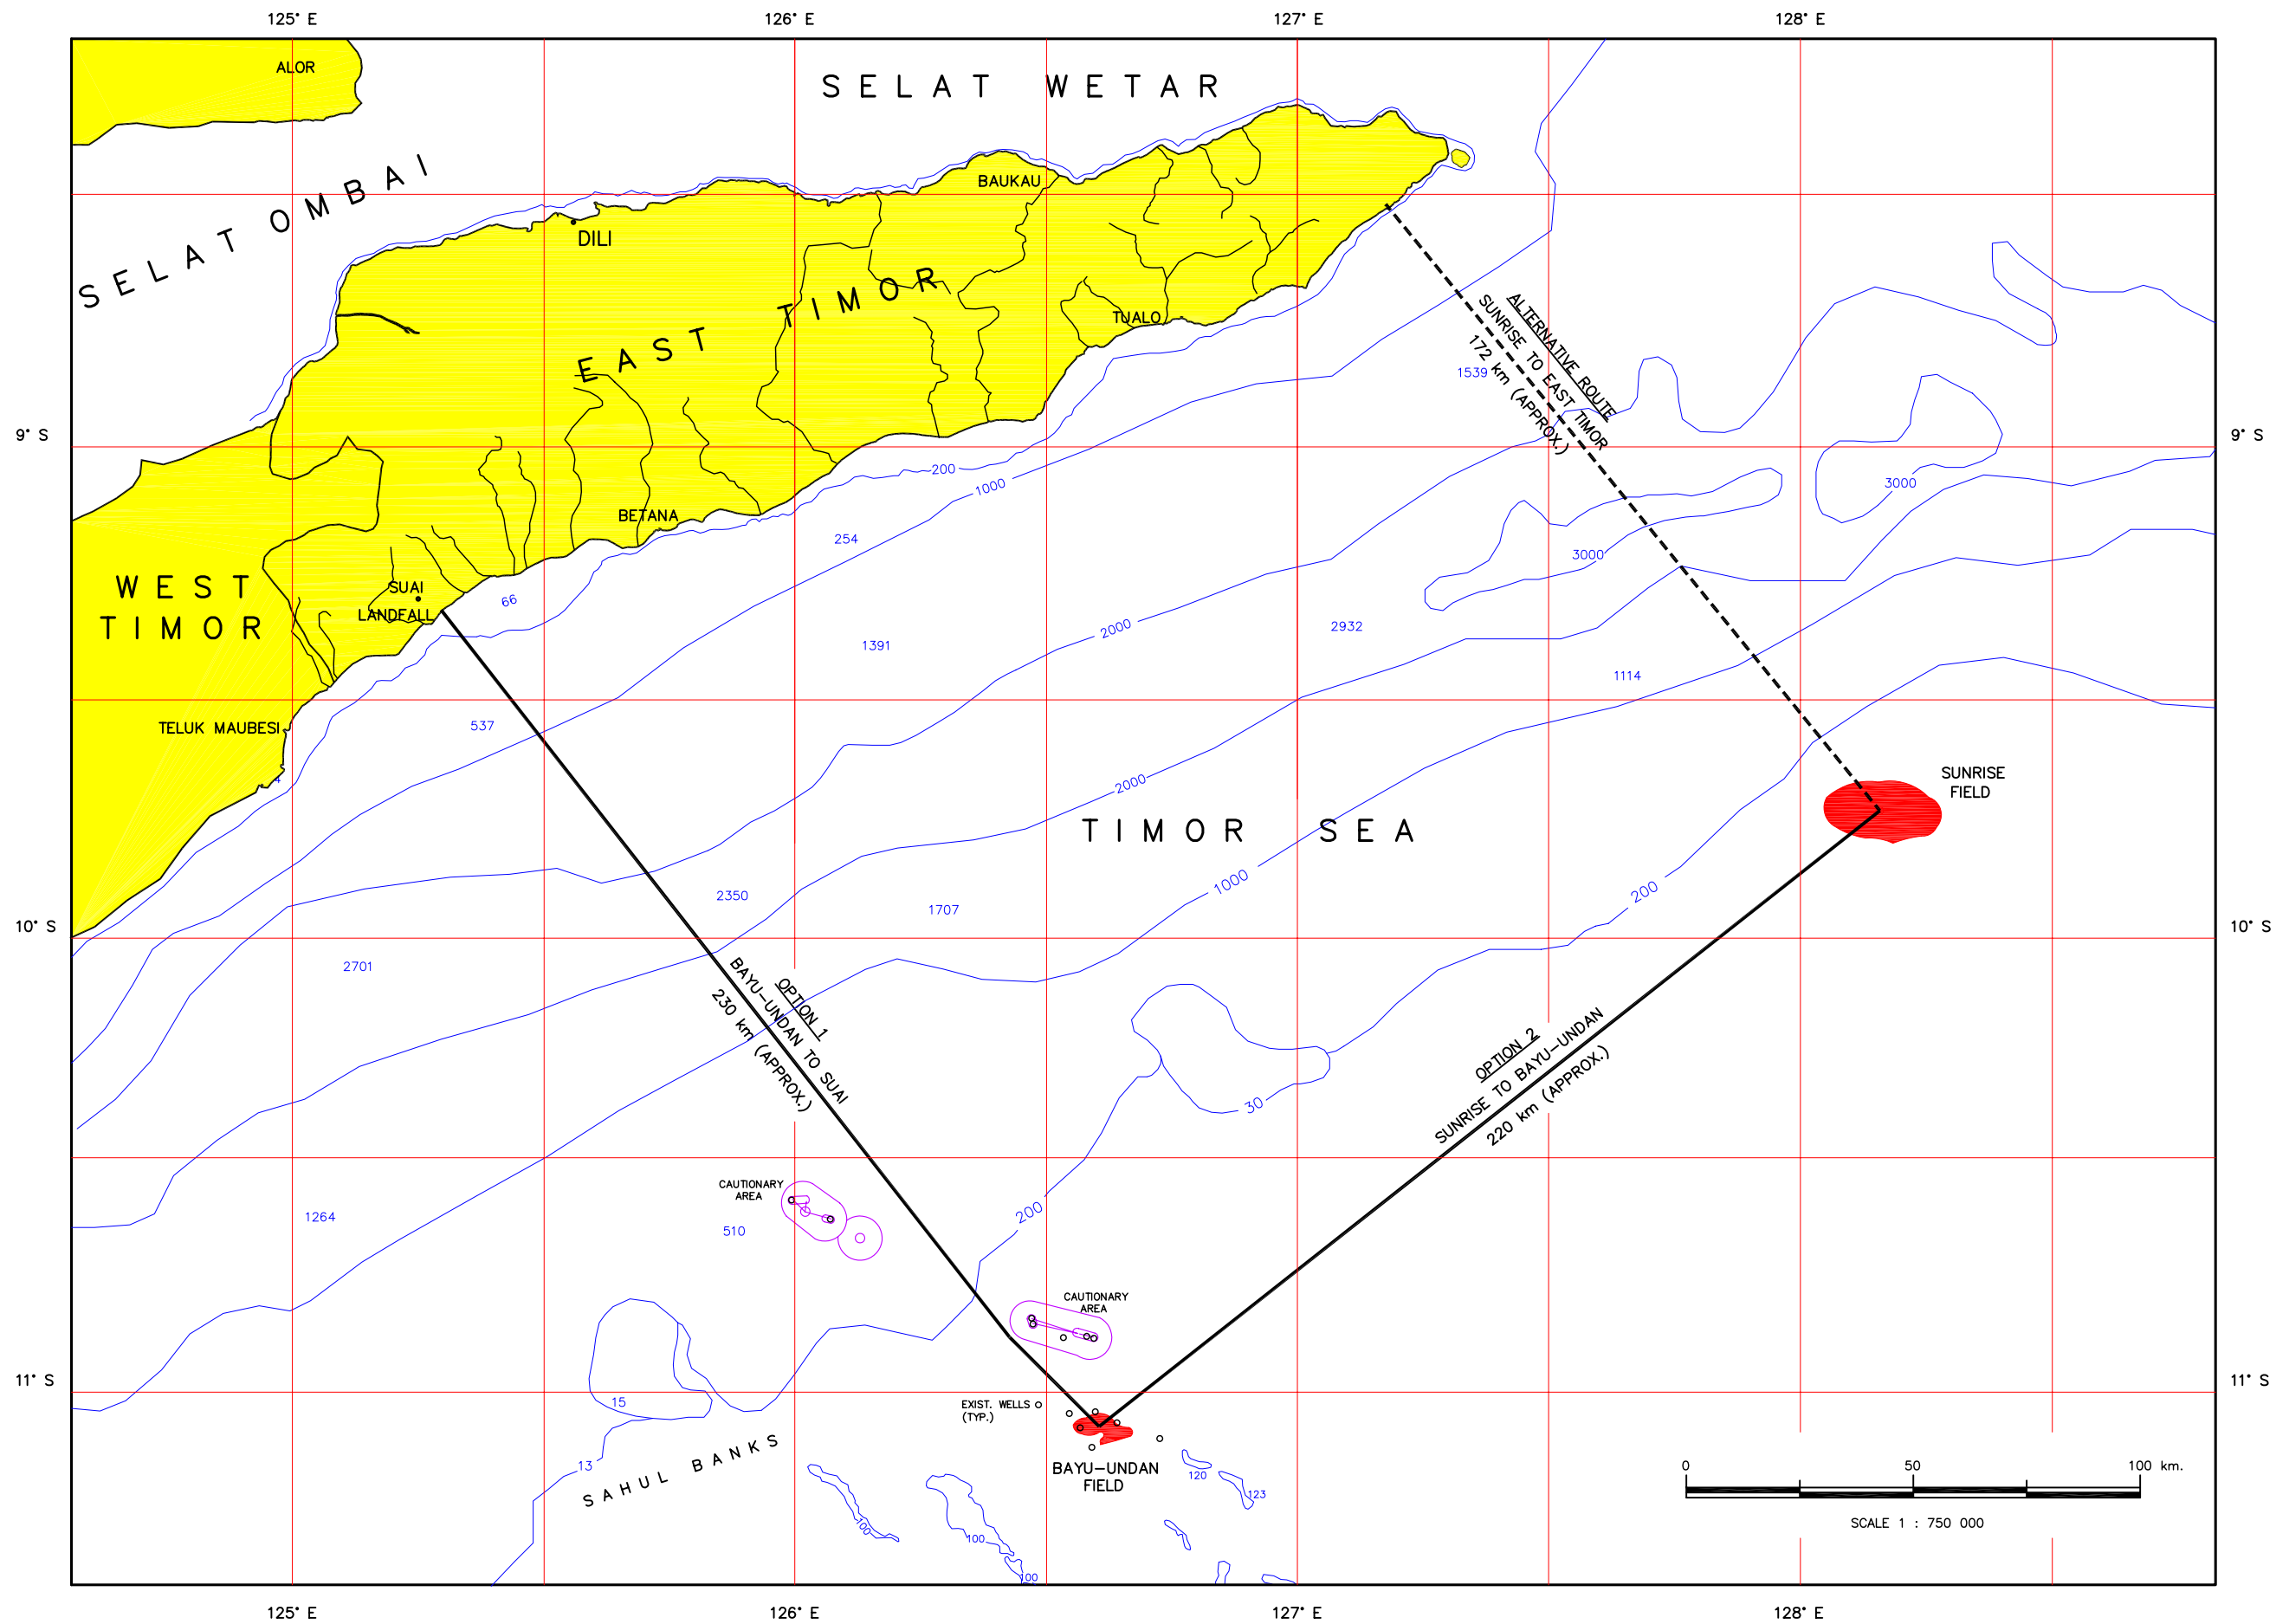 125° E
126° E
127° E
128° E
ALOR
SELAT WETAR
SELAT OMBAI
BAUKAU
DILI
EAST TIMOR
TUALO
ALTERNATIVE ROUTE
SUNRISE TO EAST TIMOR
172 km (APPROX.)
1539
9° S
9° S
200
1000
3000
BETANA
254
3000
WEST
TIMOR
SUAI
LANDFALL
66
2000
2932
1391
1114
537
TELUK MAUBESI
4
2000
SUNRISE
FIELD
TIMOR SEA
1000
200
2350
1707
10° S
10° S
2701
OPTION 1
BAYU-UNDAN TO SUAI
230 km (APPROX.)
OPTION 2
SUNRISE TO BAYU-UNDAN
220 km (APPROX.)
30
CAUTIONARY
AREA
200
1264
510
CAUTIONARY
AREA
11° S
11° S
15
EXIST. WELLS
(TYP.)
SAHUL BANKS
13
BAYU-UNDAN
FIELD
120
123
100
100
100
0 50 100 km.
SCALE 1 : 750 000
125° E
126° E
127° E
128° E